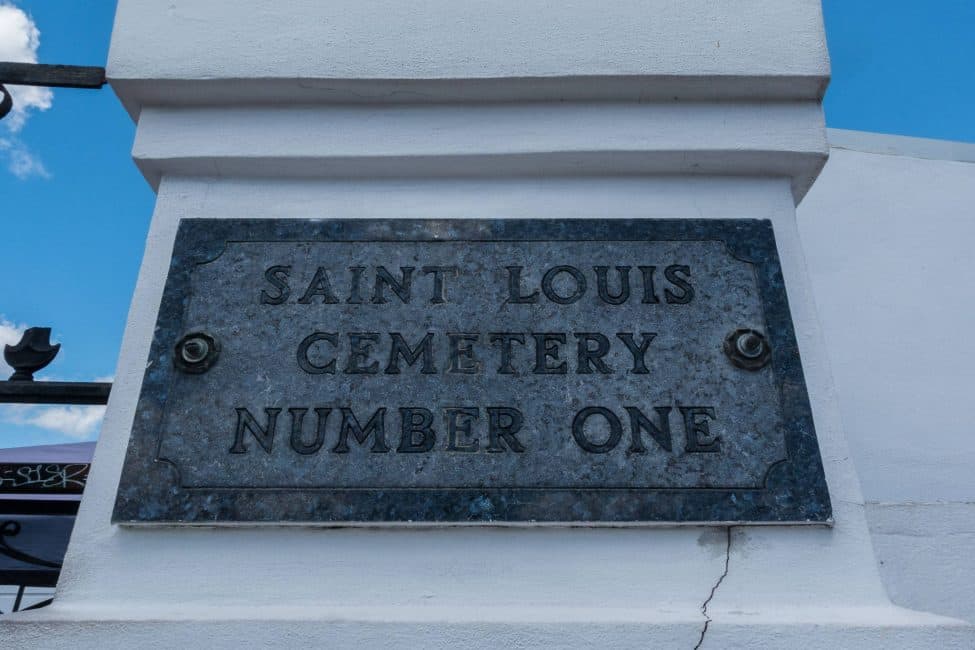 SAINT LOUIS
CEMETERY
NUMBER ONE